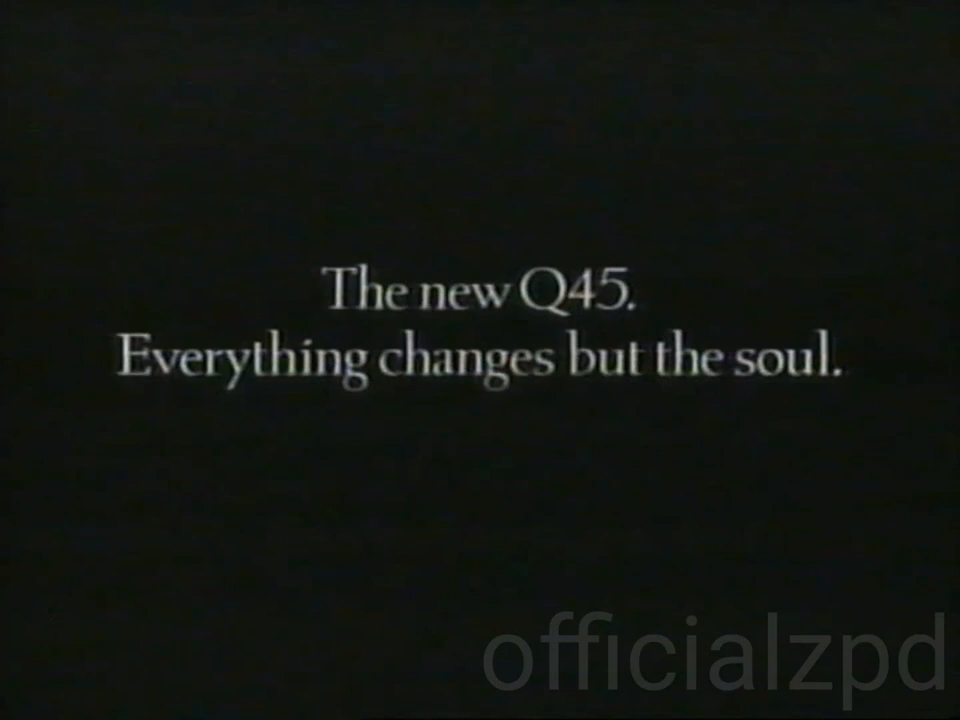 The new Q45.
Everything changes but the soul.
officialzpd